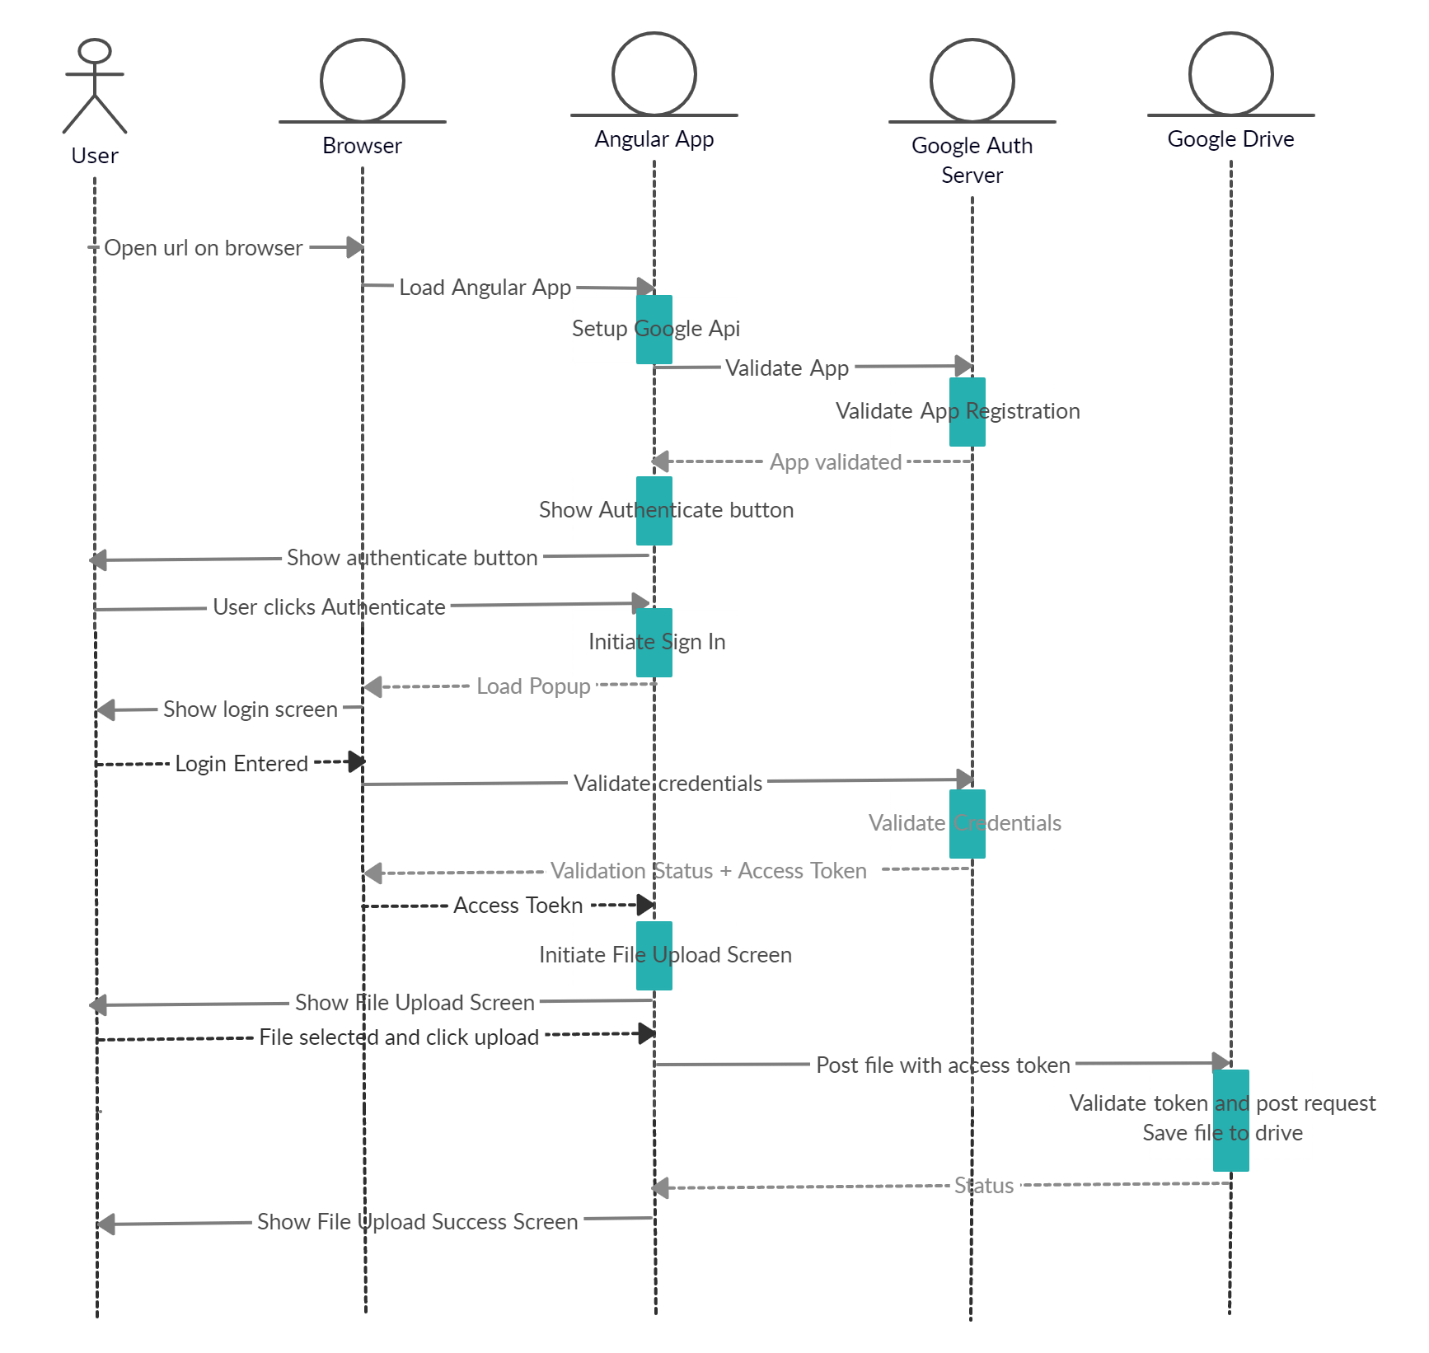 User
Browser
Angular App
Google Auth
Server
Google Drive
Open url on browser
Load Angular App
Setup Google Api
Validate App
Validate App Registration
App validated
Show Authenticate button
Show authenticate button
User clicks Authenticate
Initiate Sign In
Load Popup
Show login screen
Login Entered
Validate credentials
Validate Credentials
Validation Status + Access Token
Access Toekn
Initiate File Upload Screen
Show File Upload Screen
File selected and click upload
Post file with access token
Validate token and post request
Save file to drive
Status
Show File Upload Success Screen